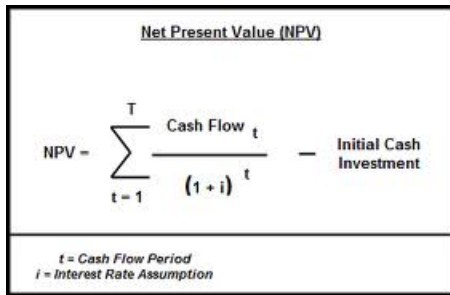 Net Present Value (NPV)
T
Cash Flow t
NPV = ∑ − Initial Cash Investment
(1 + i) t
t = 1
t = Cash Flow Period
i = Interest Rate Assumption